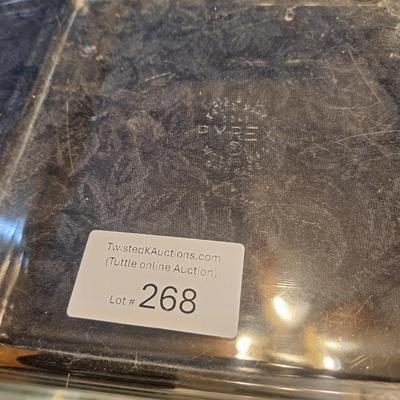 PYREX
TwistedKAuctions.com
(Tuttle online Auction)
Lot # 268